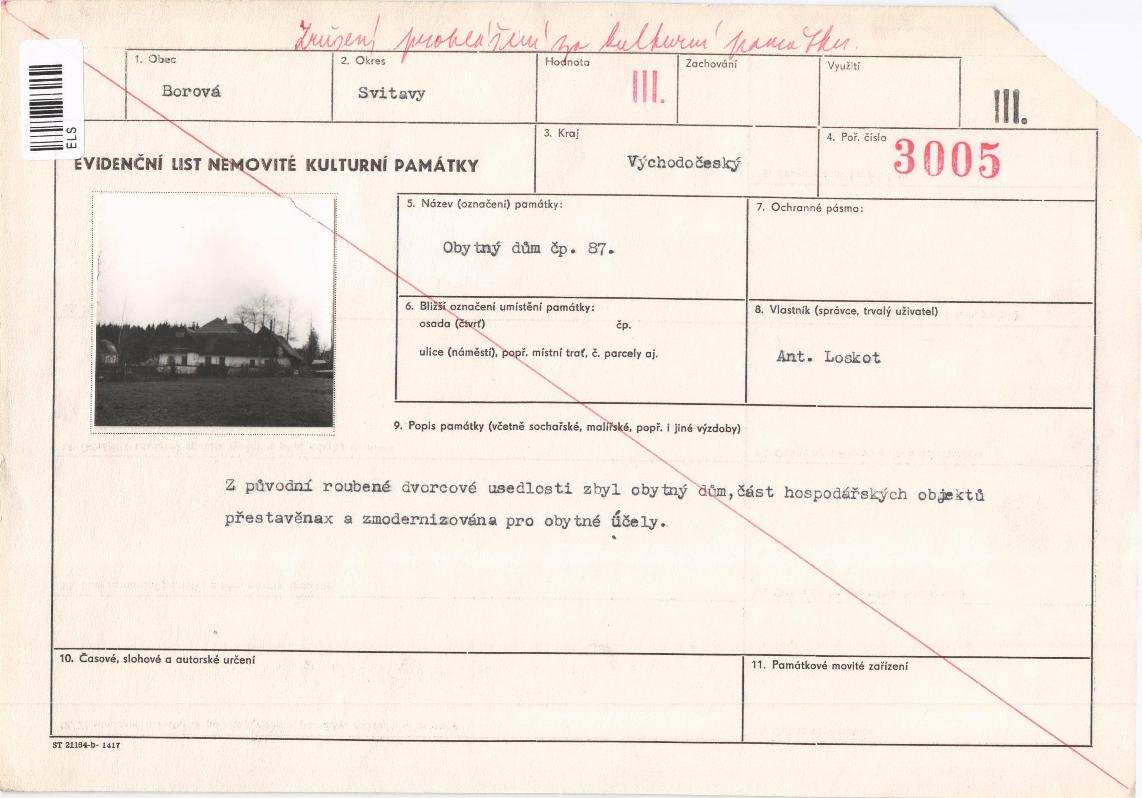 Zrušení prohlášení za kulturní památku.
1. Obec
Borová
2. Okres
Svitavy
Hodnota
III.
Zachování
Využití
III.
ELS
EVIDENČNÍ LIST NEMOVITÉ KULTURNÍ PAMÁTKY
3. Kraj
Východočeský
4. Poř. číslo
3005
5. Název (označení) památky:
Obytný dům čp. 87.
7. Ochranné pásmo:
6. Bližší označení umístění památky:
osada (čtvrť) čp.
ulice (náměstí), popř. místní trať, č. parcely aj.
8. Vlastník (správce, trvalý uživatel)
Ant. Loskot
9. Popis památky (včetně sochařské, malířské, popř. i jiné výzdoby)
Z původní roubené dvorcové usedlosti zbyl obytný dům,část hospodářských objektů
přestavěnax a zmodernizována pro obytné účely.
10. Časové, slohové a autorské určení
11. Památkové movité zařízení
ST 21164-b- 1417